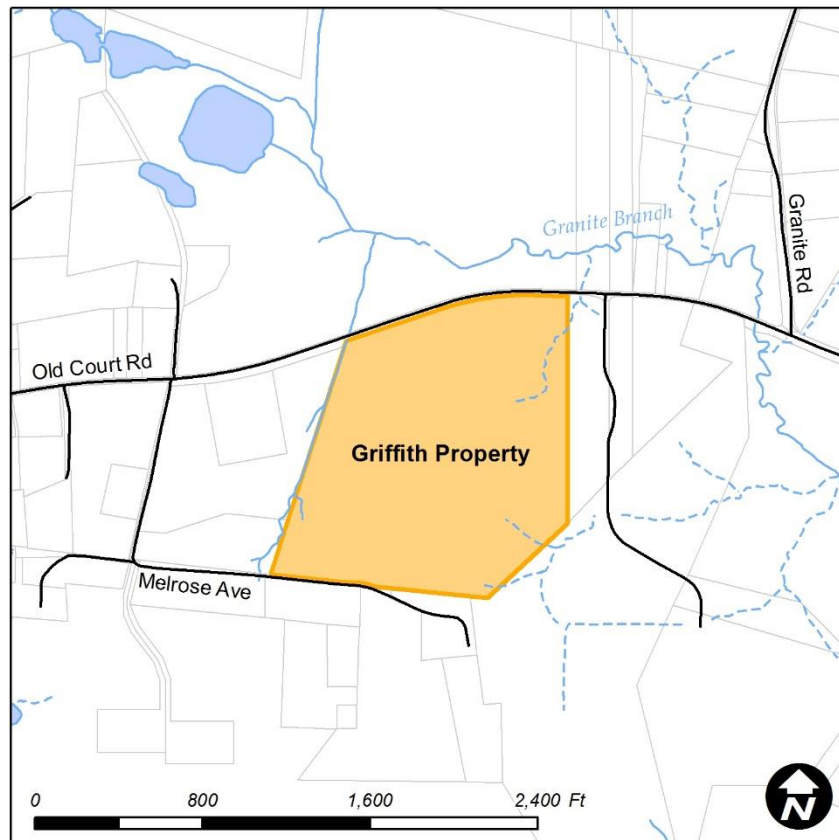 Granite Branch
Granite Rd
Old Court Rd
Griffith Property
Melrose Ave
0 800 1,600 2,400 Ft
N